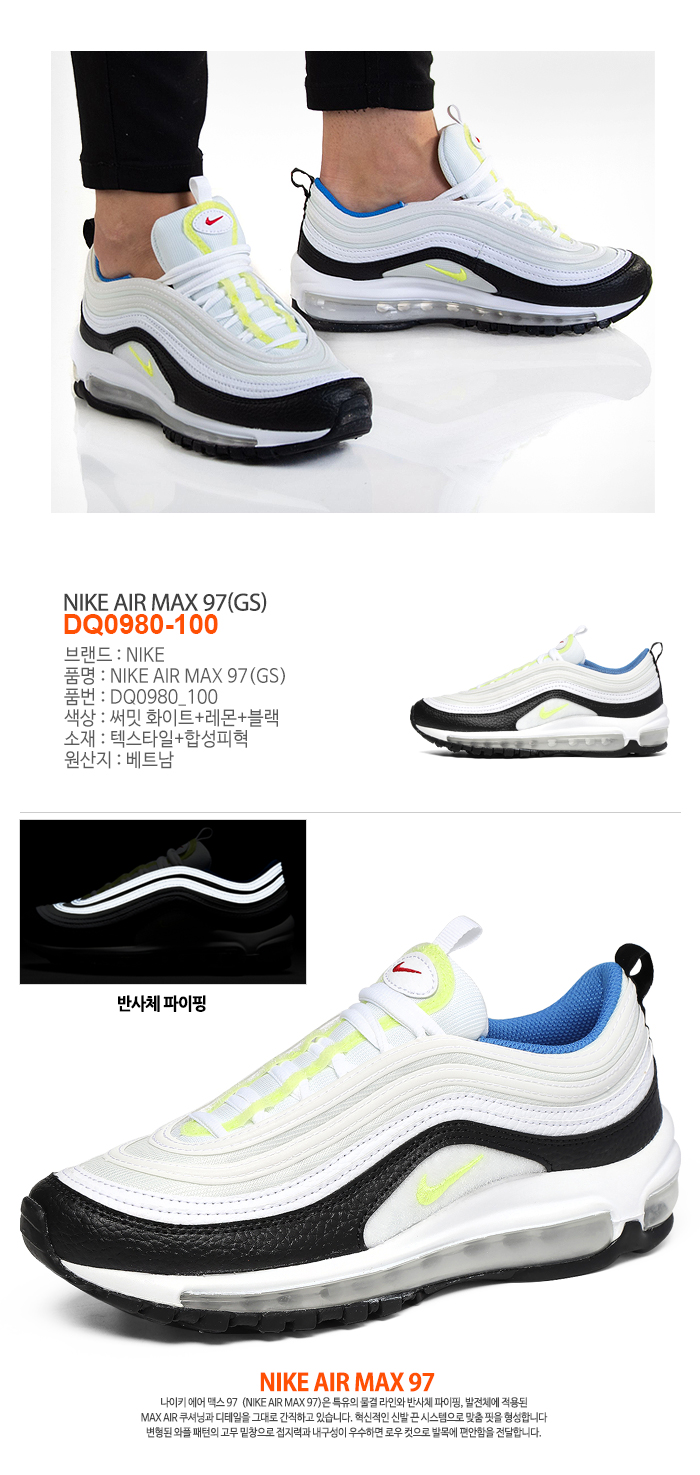 NIKE AIR MAX 97(GS)
DQ0980-100
브랜드 : NIKE
품명 : NIKE AIR MAX 97(GS)
품번 : DQ0980_100
색상 : 써밋 화이트+레몬+블랙
소재 : 텍스타일+합성피혁
원산지 : 베트남
반사체 파이핑
NIKE AIR MAX 97
나이키 에어 맥스 97 (NIKE AIR MAX 97)은 특유의 물결 라인와 반사체 파이핑, 발전체에 적용된
MAX AIR 쿠셔닝과 디테일을 그대로 간직하고 있습니다. 혁신적인 신발 끈 시스템으로 맞춤 핏을 형성합니다
변형된 와플 패턴의 고무 밑창으로 접지력과 내구성이 우수하면 로우 컷으로 발목에 편안함을 전달합니다.